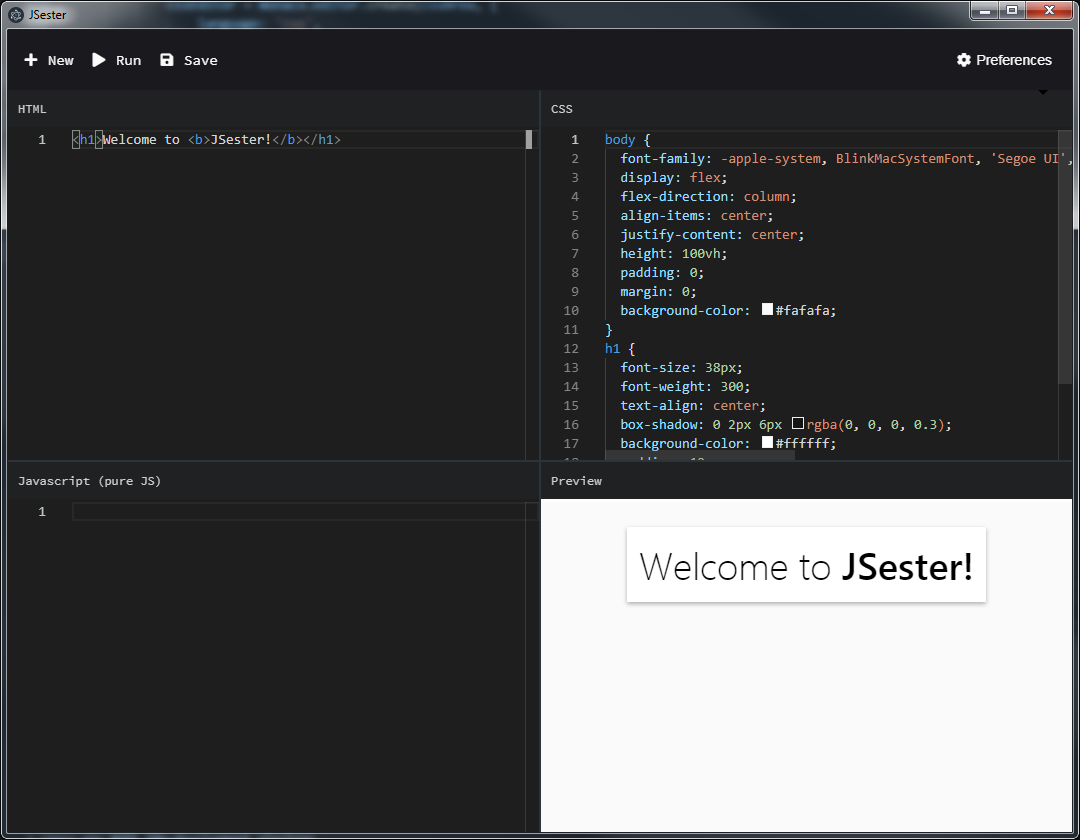 JSester
New Run Save Preferences
HTML
1 <h1>Welcome to <b>JSester!</b></h1>
CSS
1 body {
2 font-family: -apple-system, BlinkMacSystemFont, 'Segoe UI',
3 display: flex;
4 flex-direction: column;
5 align-items: center;
6 justify-content: center;
7 height: 100vh;
8 padding: 0;
9 margin: 0;
10 background-color: #fafafa;
11 }
12 h1 {
13 font-size: 38px;
14 font-weight: 300;
15 text-align: center;
16 box-shadow: 0 2px 6px rgba(0, 0, 0, 0.3);
17 background-color: #ffffff;
Javascript (pure JS)
1
Preview
Welcome to JSester!